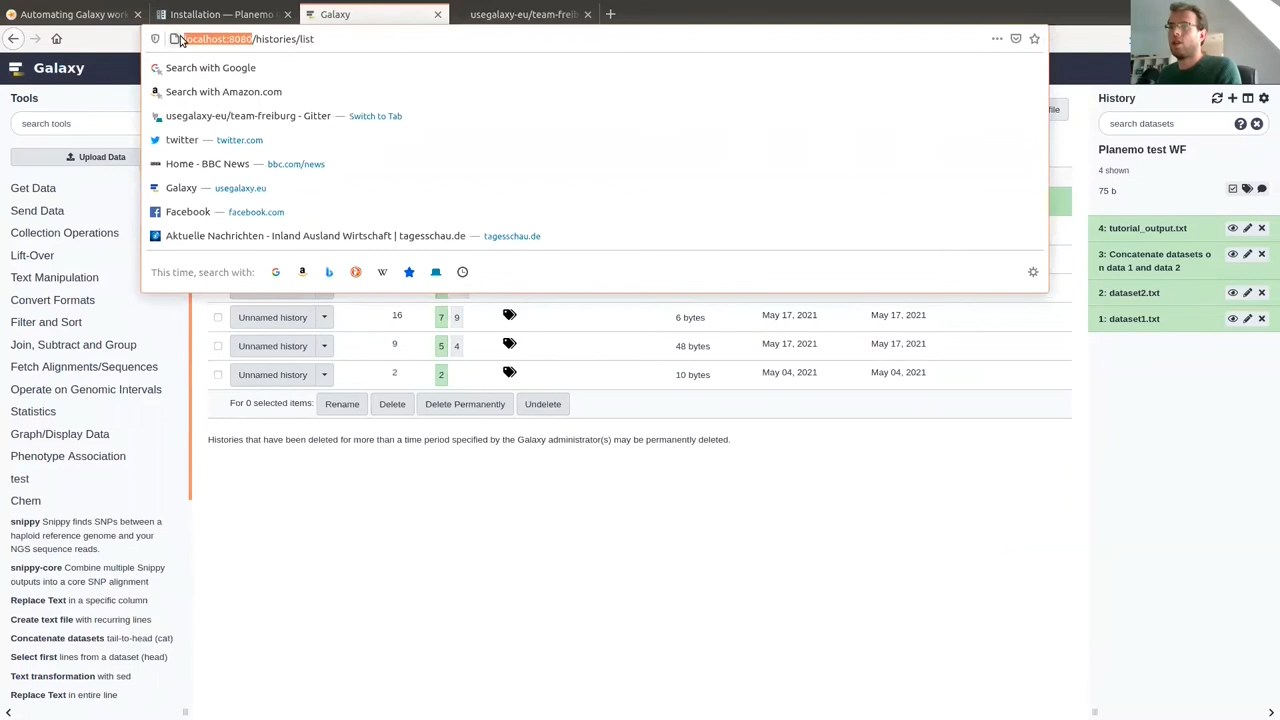 Automating Galaxy work
Installation — Planemo
Galaxy
usegalaxy-eu/team-freib
localhost:8080/histories/list
Galaxy
Search with Google
Search with Amazon.com
usegalaxy-eu/team-freiburg - Gitter — Switch to Tab
twitter — twitter.com
Home - BBC News — bbc.com/news
Galaxy — usegalaxy.eu
Facebook — facebook.com
Aktuelle Nachrichten - Inland Ausland Wirtschaft | tagesschau.de — tagesschau.de
This time, search with:
Tools
search tools
Upload Data
Get Data
Send Data
Collection Operations
Lift-Over
Text Manipulation
Convert Formats
Filter and Sort
Join, Subtract and Group
Fetch Alignments/Sequences
Operate on Genomic Intervals
Statistics
Graph/Display Data
Phenotype Association
test
Chem
snippy Snippy finds SNPs between a
haploid reference genome and your
NGS sequence reads.
snippy-core Combine multiple Snippy
outputs into a core SNP alignment
Replace Text in a specific column
Create text file with recurring lines
Concatenate datasets tail-to-head (cat)
Select first lines from a dataset (head)
Text transformation with sed
Replace Text in entire line
file
Unnamed history 16 7 9 6 bytes May 17, 2021 May 17, 2021
Unnamed history 9 5 4 48 bytes May 17, 2021 May 17, 2021
Unnamed history 2 2 10 bytes May 04, 2021 May 04, 2021
For 0 selected items: Rename Delete Delete Permanently Undelete
Histories that have been deleted for more than a time period specified by the Galaxy administrator(s) may be permanently deleted.
History
search datasets
Planemo test WF
4 shown
75 b
4: tutorial_output.txt
3: Concatenate datasets o
n data 1 and data 2
2: dataset2.txt
1: dataset1.txt